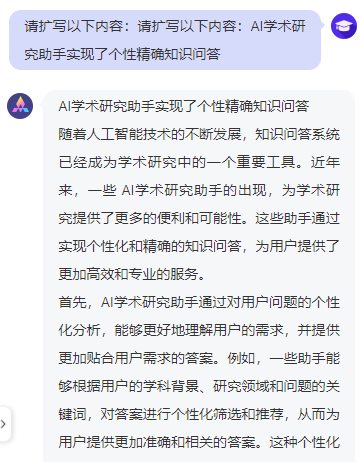 请扩写以下内容：请扩写以下内容：AI学术研
究助手实现了个性精确知识问答
AI学术研究助手实现了个性精确知识问答
随着人工智能技术的不断发展，知识问答系统
已经成为学术研究中的一个重要工具。近年
来，一些 AI学术研究助手的出现，为学术研
究提供了更多的便利和可能性。这些助手通过
实现个性化和精确的知识问答，为用户提供了
更加高效和专业的服务。
首先，AI学术研究助手通过对用户问题的个性
化分析，能够更好地理解用户的需求，并提供
更加贴合用户需求的答案。例如，一些助手能
够根据用户的学科背景、研究领域和问题的关
键词，对答案进行个性化筛选和推荐，从而为
用户提供更加准确和相关的答案。这种个性化